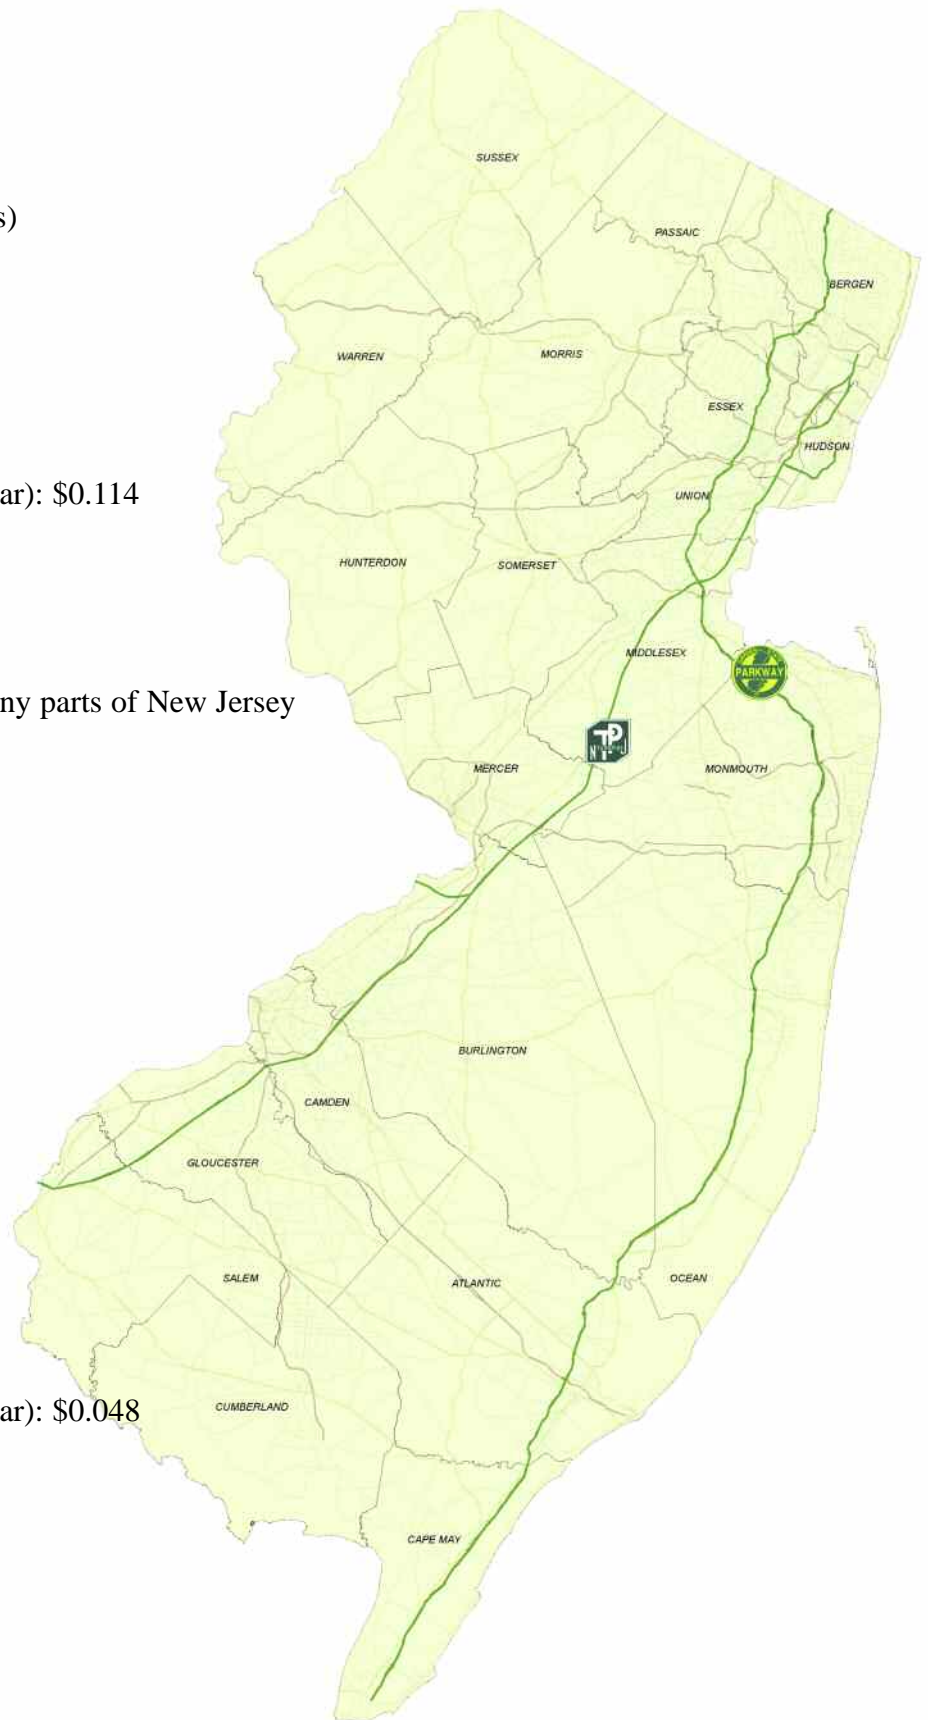 SUSSEX
s)
PASSAIC
BERGEN
WARREN
MORRIS
ESSEX
HUDSON
ar): $0.114
UNION
HUNTERDON
SOMERSET
MIDDLESEX
PARKWAY
ny parts of New Jersey
TP
N J
MERCER
MONMOUTH
BURLINGTON
CAMDEN
GLOUCESTER
SALEM
ATLANTIC
OCEAN
ar): $0.048
CUMBERLAND
CAPE MAY